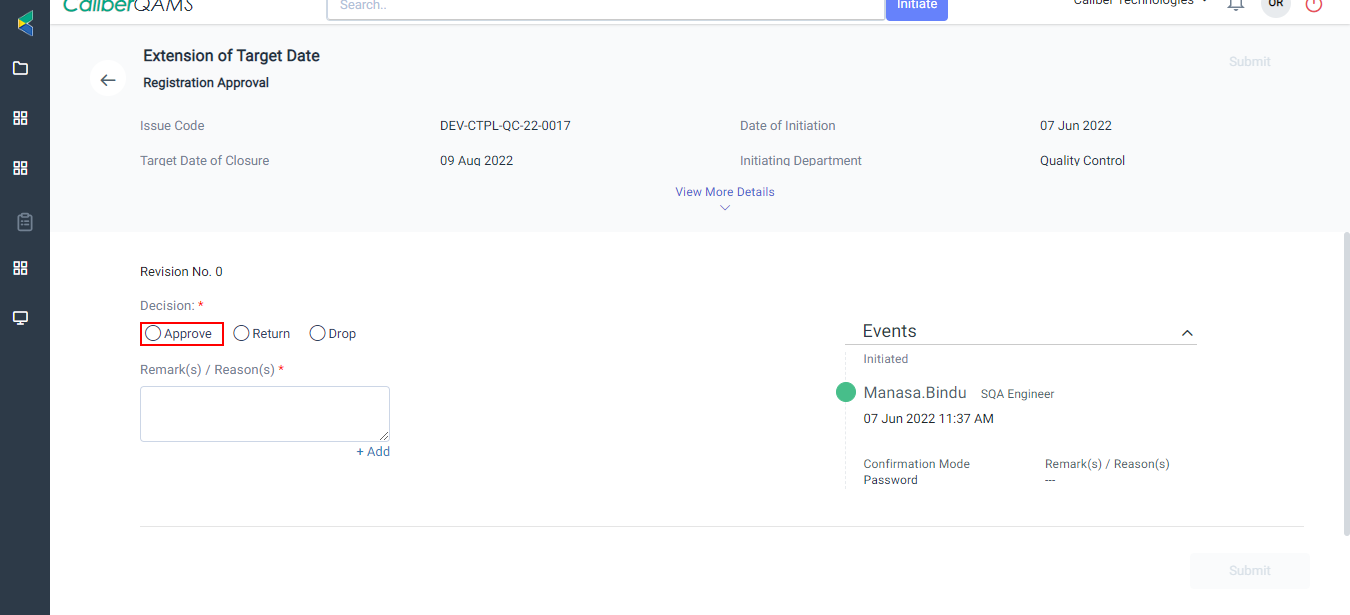 CaliberQAMS
Search..
Initiate
Caliber Technologies
OR
Extension of Target Date
Submit
Registration Approval
Issue Code
DEV-CTPL-QC-22-0017
Date of Initiation
07 Jun 2022
Target Date of Closure
09 Aug 2022
Initiating Department
Quality Control
View More Details
Revision No. 0
Decision: *
Approve
Return
Drop
Remark(s) / Reason(s) *
+ Add
Events
Initiated
Manasa.Bindu SQA Engineer
07 Jun 2022 11:37 AM
Confirmation Mode
Remark(s) / Reason(s)
Password
---
Submit